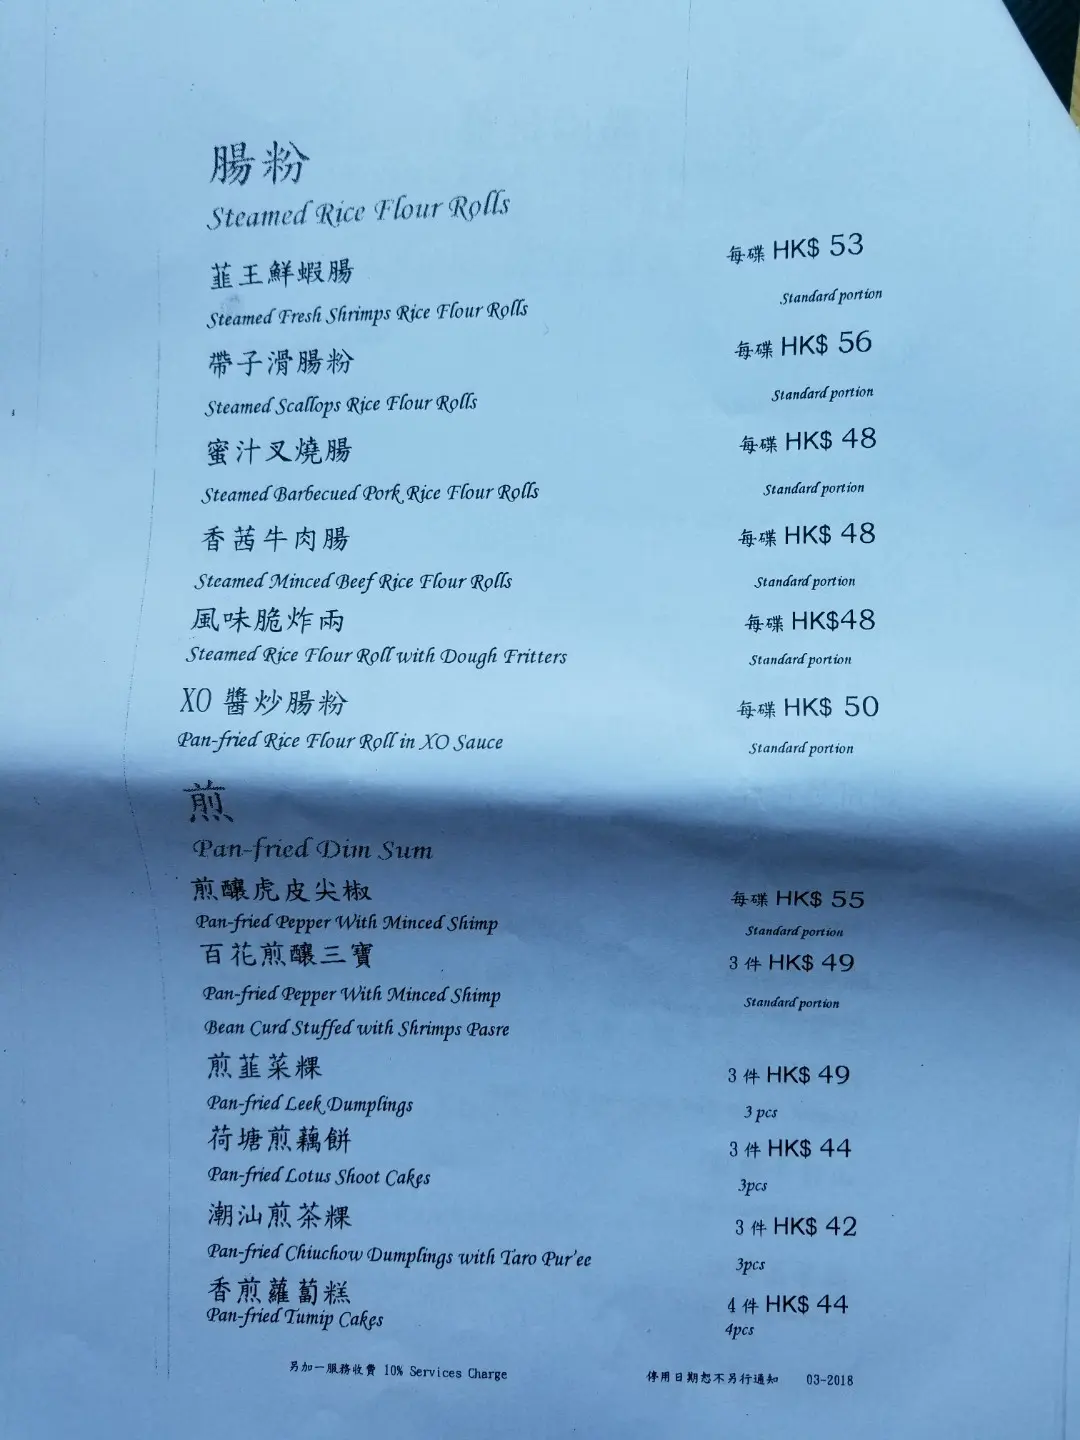 腸粉
Steamed Rice Flour Rolls
韮王鮮蝦腸 每碟 HK$ 53
Steamed Fresh Shrimps Rice Flour Rolls Standard portion
帶子滑腸粉 每碟 HK$ 56
Steamed Scallops Rice Flour Rolls Standard portion
蜜汁叉燒腸 每碟 HK$ 48
Steamed Barbecued Pork Rice Flour Rolls Standard portion
香茜牛肉腸 每碟 HK$ 48
Steamed Minced Beef Rice Flour Rolls Standard portion
風味脆炸兩 每碟 HK$48
Steamed Rice Flour Roll with Dough Fritters Standard portion
XO 醬炒腸粉 每碟 HK$ 50
Pan-fried Rice Flour Roll in XO Sauce Standard portion
煎
Pan-fried Dim Sum
煎釀虎皮尖椒 每碟 HK$ 55
Pan-fried Pepper With Minced Shimp Standard portion
百花煎釀三寶 3 件 HK$ 49
Pan-fried Pepper With Minced Shimp Standard portion
Bean Curd Stuffed with Shrimps Pasre
煎韮菜粿 3 件 HK$ 49
Pan-fried Leek Dumplings 3 pcs
荷塘煎藕餅 3 件 HK$ 44
Pan-fried Lotus Shoot Cakes 3pcs
潮汕煎茶粿 3 件 HK$ 42
Pan-fried Chiuchow Dumplings with Taro Pur'ee 3pcs
香煎蘿蔔糕 4 件 HK$ 44
Pan-fried Tumip Cakes 4pcs
另加一服務收費 10% Services Charge 停用日期恕不另行通知 03-2018